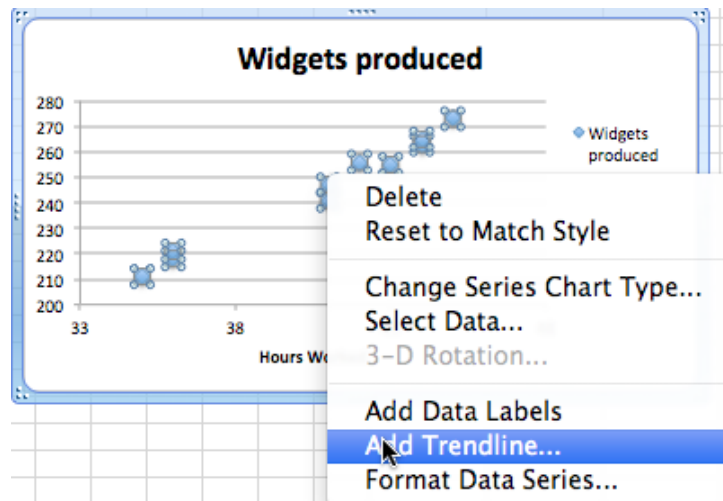 Widgets produced
280
270
260
250
240
230
220
210
200
33
38
Widgets
produced
Delete
Reset to Match Style
Change Series Chart Type...
Select Data...
3-D Rotation...
Add Data Labels
Add Trendline...
Format Data Series...
Hours